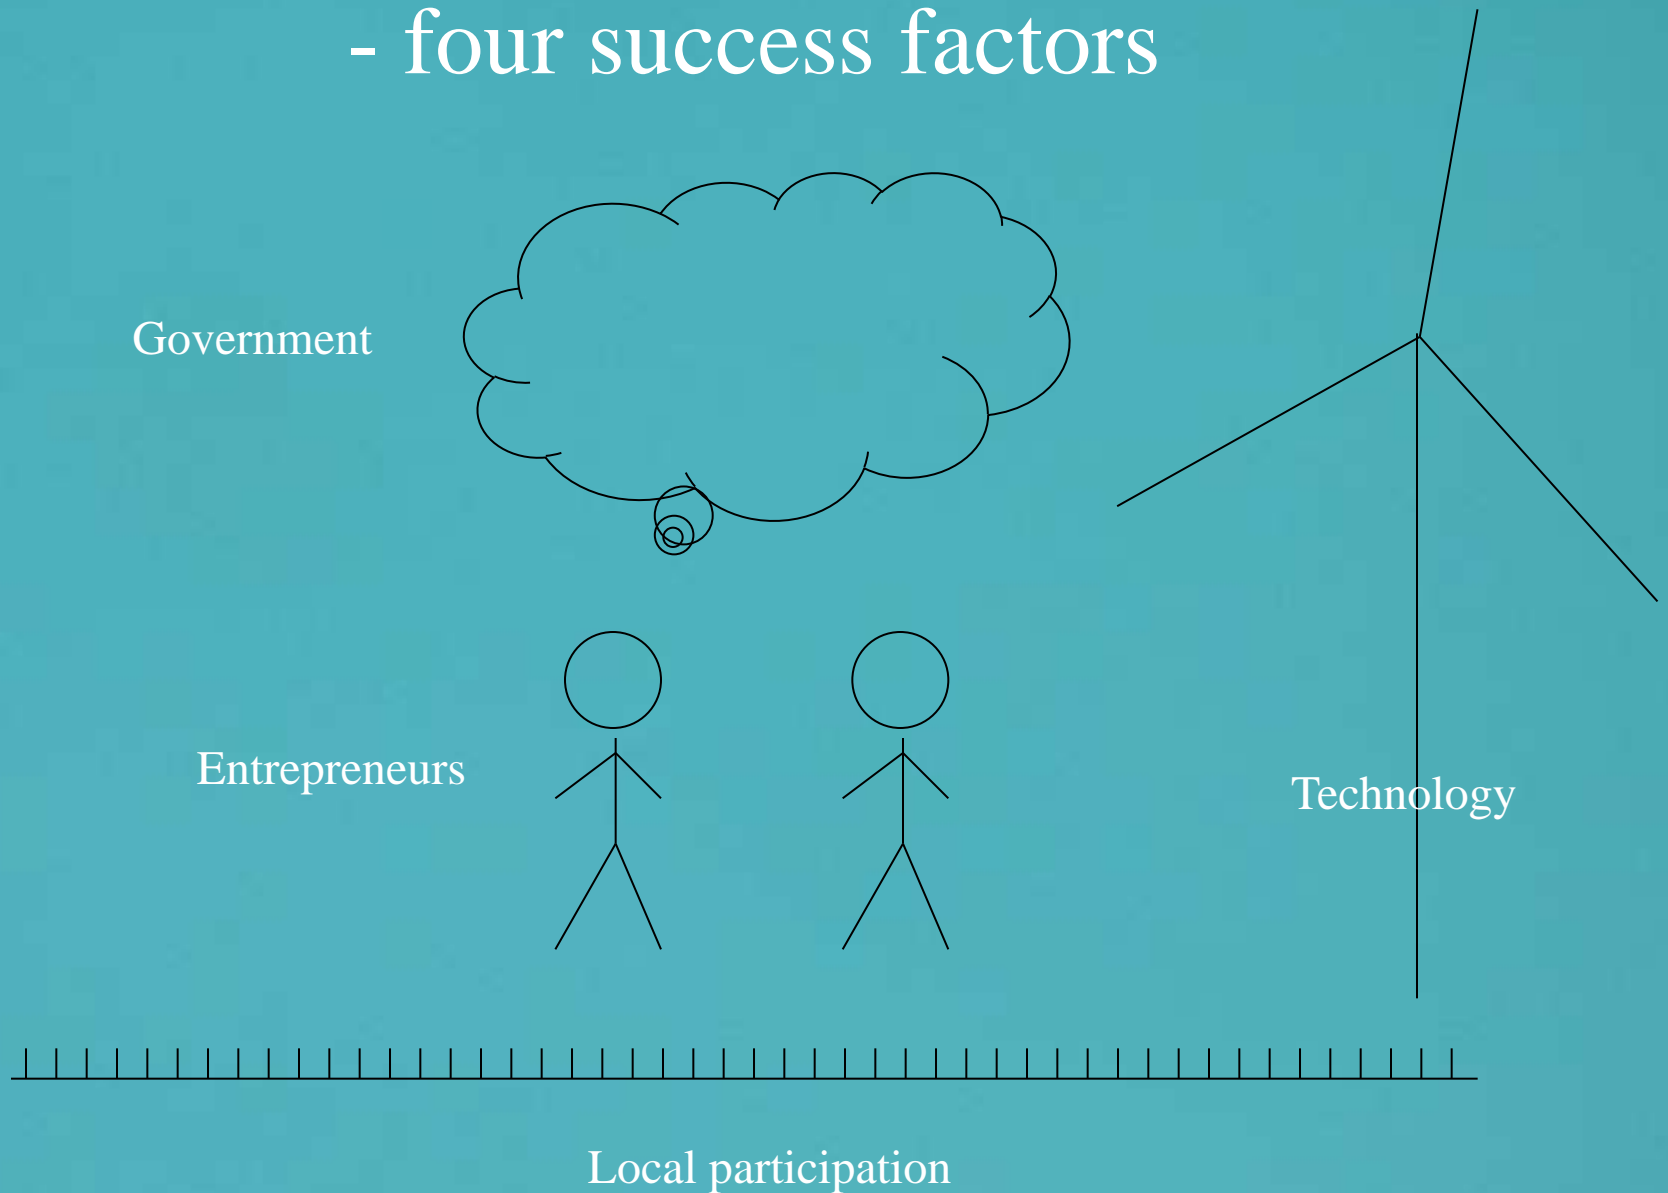 - four success factors
Government
Entrepreneurs
Technology
Local participation